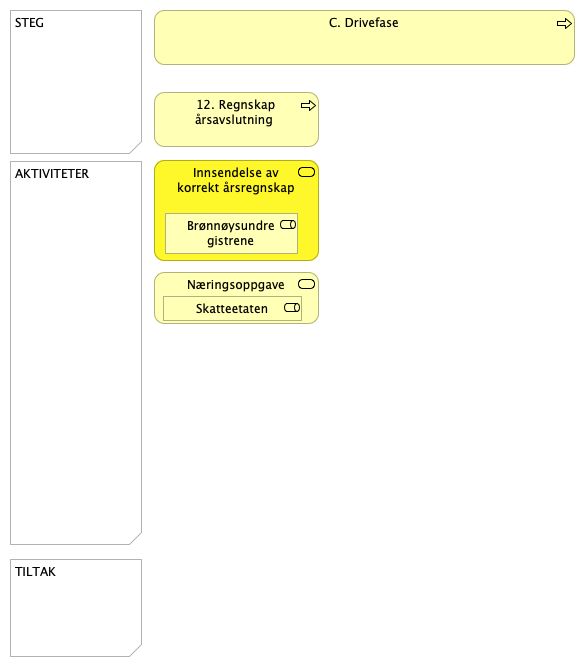 STEG
C. Drivefase
12. Regnskap
årsavslutning
AKTIVITETER
Innsendelse av
korrekt årsregnskap
Brønnøysundre
gistrene
Næringsoppgave
Skatteetaten
TILTAK